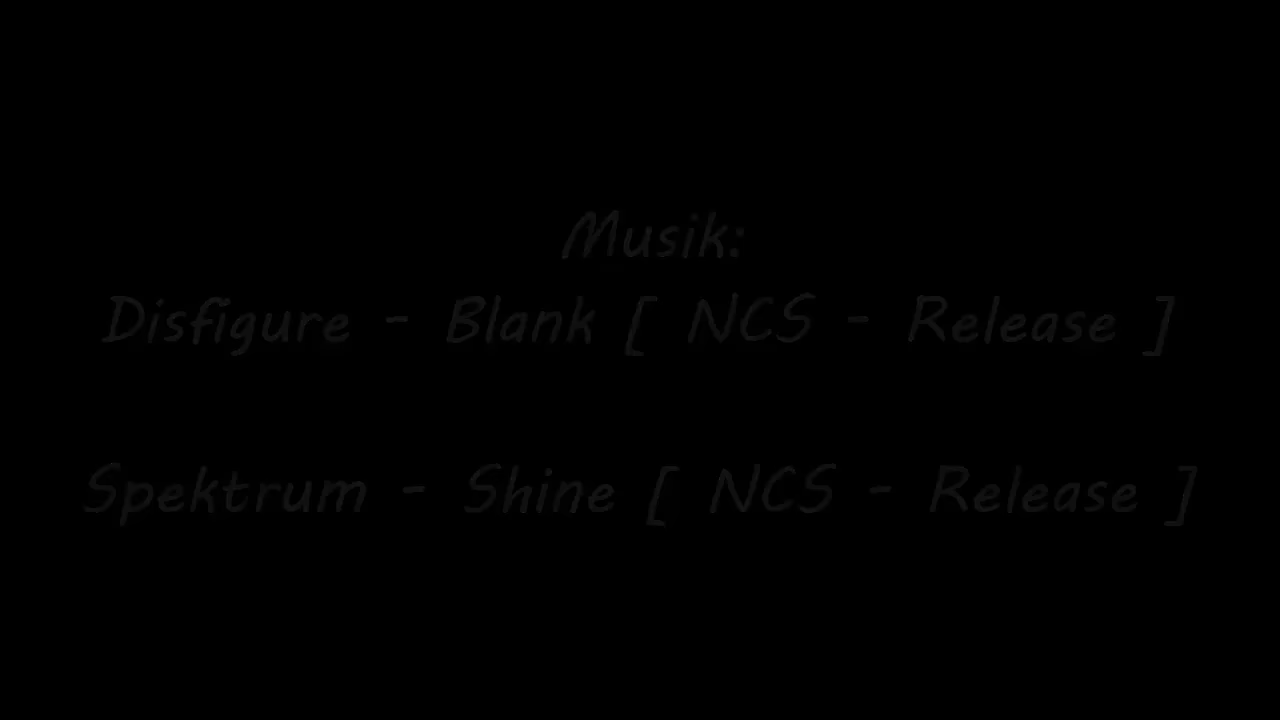 Musik:
Disfigure - Blank [ NCS - Release ]
Spektrum - Shine [ NCS - Release ]